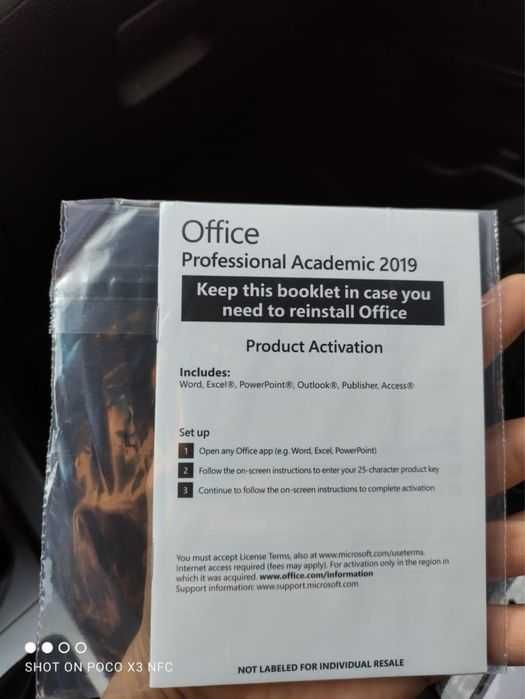 Office
Professional Academic 2019
Keep this booklet in case you
need to reinstall Office
Product Activation
Includes:
Word, Excel®, PowerPoint®, Outlook®, Publisher, Access®
Set up
1 Open any Office app (e.g. Word, Excel, PowerPoint)
2 Follow the on-screen instructions to enter your 25-character product key
3 Continue to follow the on-screen instructions to complete activation
You must accept License Terms, also at www.microsoft.com/useterms.
Internet access required (fees may apply). For activation only in the region in
which it was acquired. www.office.com/information
Support information: www.support.microsoft.com
NOT LABELED FOR INDIVIDUAL RESALE
SHOT ON POCO X3 NFC